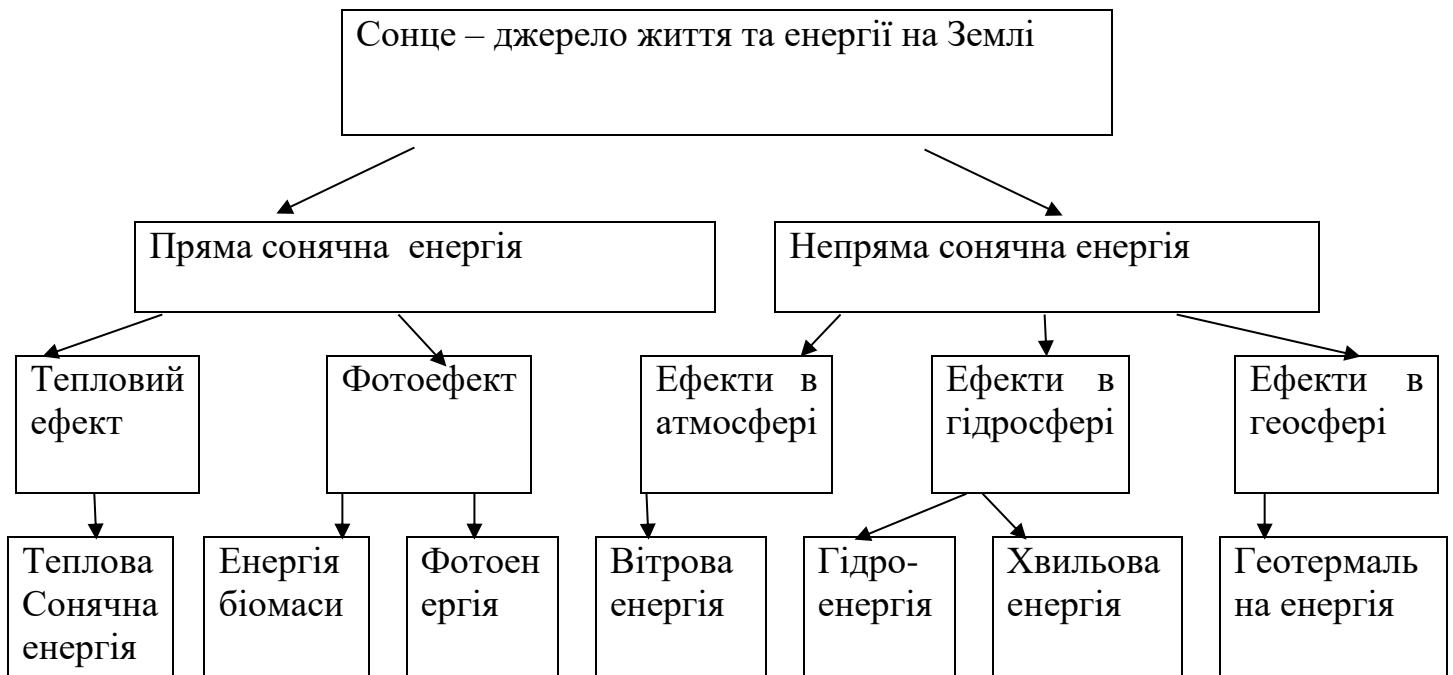 Сонце – джерело життя та енергії на Землі
Пряма сонячна енергія
Непряма сонячна енергія
Тепловий
ефект
Фотоефект
Ефекти в
атмосфері
Ефекти в
гідросфері
Ефекти в
геосфері
Теплова
Сонячна
енергія
Енергія
біомаси
Фотоен
ергія
Вітрова
енергія
Гідро-
енергія
Хвильова
енергія
Геотермаль
на енергія